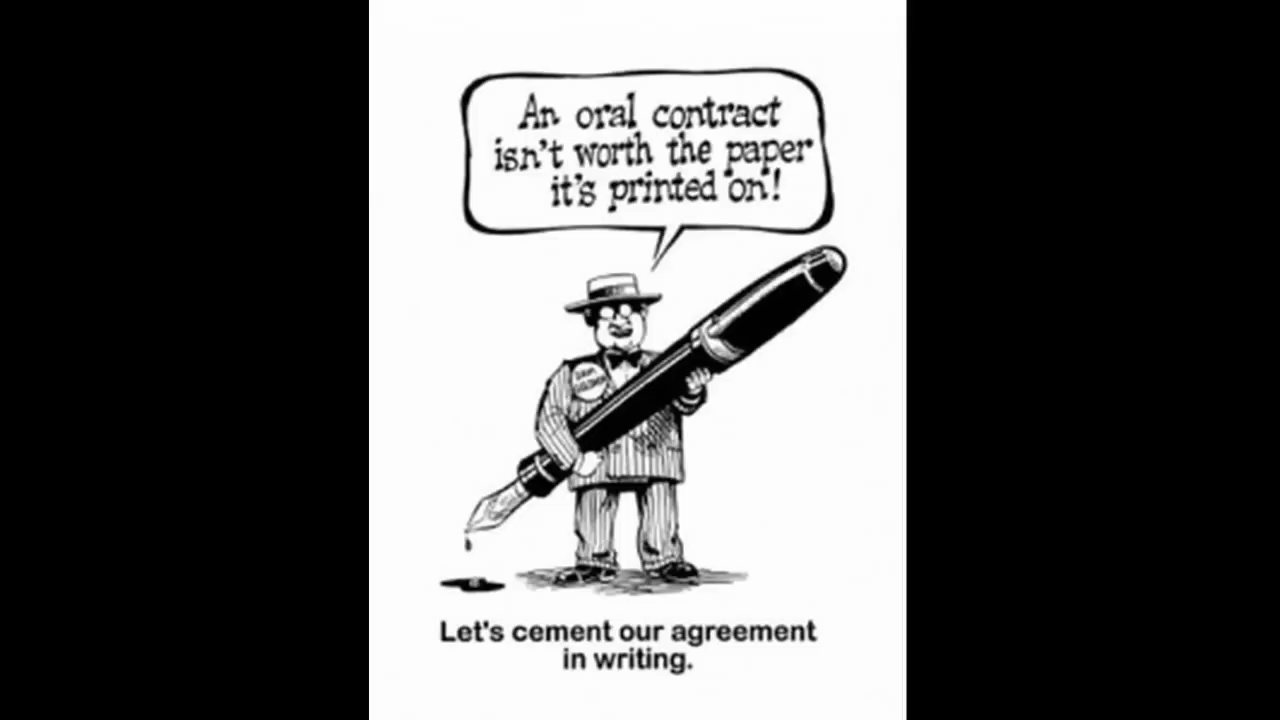 An oral contract
isn't worth the paper
it's printed on!
Let's cement our agreement
in writing.